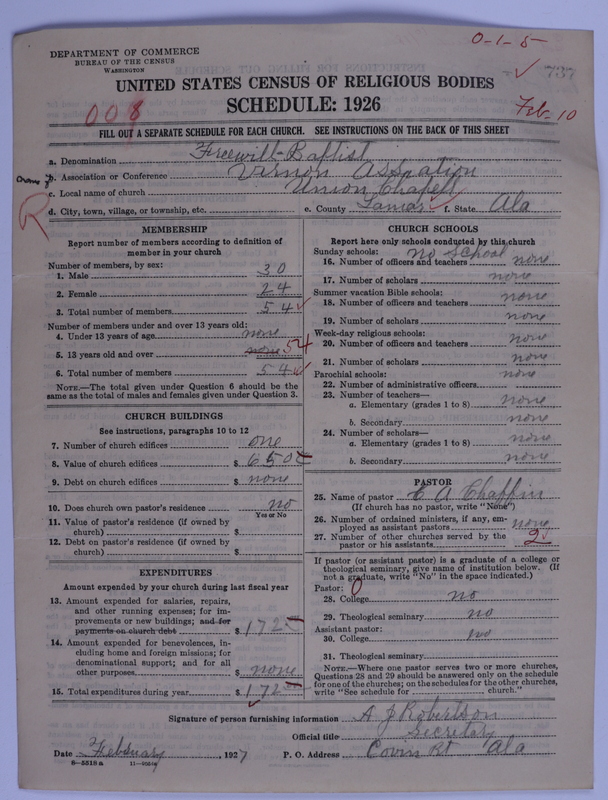 DEPARTMENT OF COMMERCE
BUREAU OF THE CENSUS
WASHINGTON
0-1-5
737
UNITED STATES CENSUS OF RELIGIOUS BODIES
SCHEDULE: 1926
008
Feb. 10
FILL OUT A SEPARATE SCHEDULE FOR EACH CHURCH. SEE INSTRUCTIONS ON THE BACK OF THIS SHEET
a. Denomination Freewill-Baptist
b. Association or Conference Vernon Assoation
c. Local name of church Union Chapell
d. City, town, village, or township, etc. e. County Lamar f. State Ala
R
MEMBERSHIP
Report number of members according to definition of member in your church
Number of members, by sex:
1. Male 30
2. Female 24
3. Total number of members 54
Number of members under and over 13 years old:
4. Under 13 years of age none
5. 13 years old and over none 54
6. Total number of members 54
NOTE.—The total given under Question 6 should be the
same as the total of males and females given under Question 3.
CHURCH BUILDINGS
See instructions, paragraphs 10 to 12
7. Number of church edifices one
8. Value of church edifices $ 650
9. Debt on church edifices $ none
10. Does church own pastor's residence no
Yes or No
11. Value of pastor's residence (if owned by
church) $
12. Debt on pastor's residence (if owned by
church) $
EXPENDITURES
Amount expended by your church during last fiscal year
13. Amount expended for salaries, repairs,
and other running expenses; for im-
provements or new buildings; and for
payments on church debt $ 172
14. Amount expended for benevolences, in-
cluding home and foreign missions; for
denominational support; and for all
other purposes $ none
15. Total expenditures during year $ 172
CHURCH SCHOOLS
Report here only schools conducted by this church
Sunday schools: no School
16. Number of officers and teachers none
17. Number of scholars none
Summer vacation Bible schools:
18. Number of officers and teachers none
19. Number of scholars none
Week-day religious schools:
20. Number of officers and teachers none
21. Number of scholars none
Parochial schools:
22. Number of administrative officers none
23. Number of teachers—
a. Elementary (grades 1 to 8) none
b. Secondary none
24. Number of scholars—
a. Elementary (grades 1 to 8) none
b. Secondary none
PASTOR
25. Name of pastor E A Chaffin
(If church has no pastor, write "None")
26. Number of ordained ministers, if any, em-
ployed as assistant pastors none
27. Number of other churches served by the
pastor or his assistants 2
If pastor (or assistant pastor) is a graduate of a college or
theological seminary, give name of institution below. (If
not a graduate, write "No" in the space indicated.)
Pastor: 0
28. College no
29. Theological seminary no
Assistant pastor:
30. College no
31. Theological seminary
NOTE.—Where one pastor serves two or more churches,
Questions 28 and 29 should be answered only on the schedule
for one of the churches; on the schedules for the other churches,
write "See schedule for church."
Signature of person furnishing information A J Robertson
Official title Secretary
Date February, 1927 P. O. Address Covin Rt Ala
8-5518a